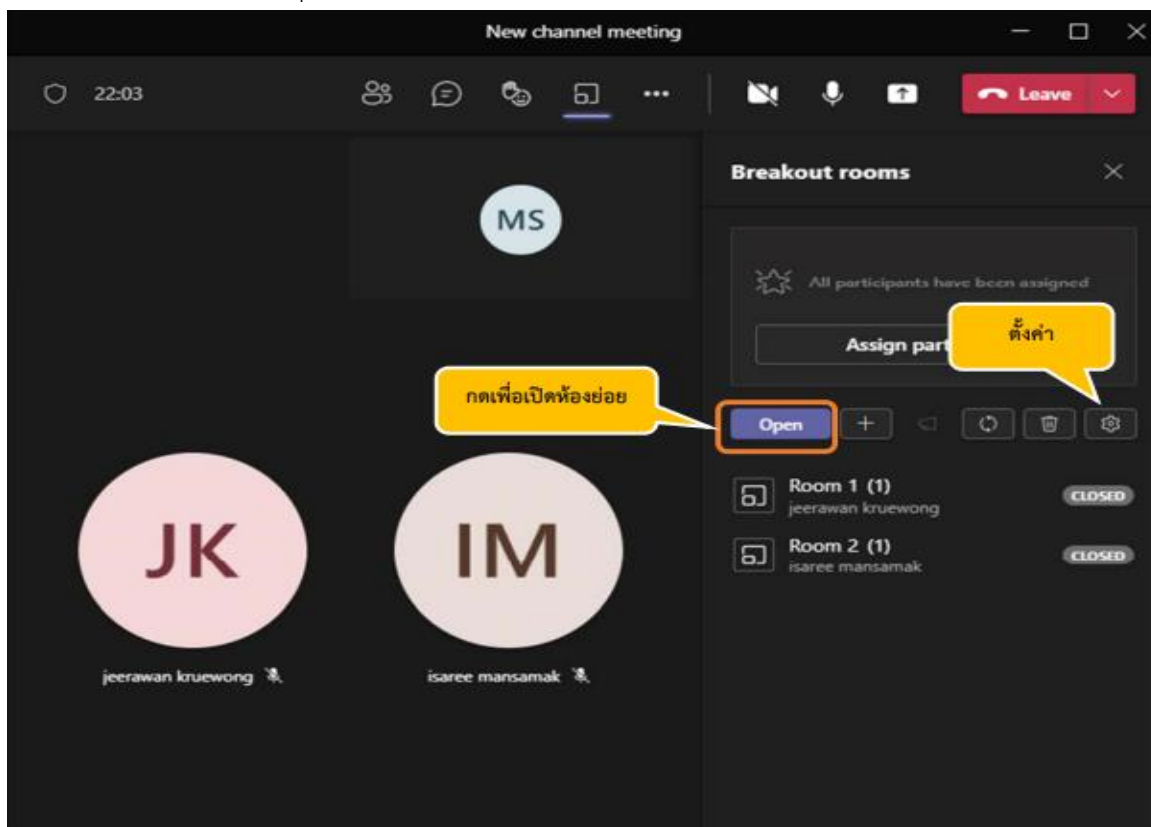 New channel meeting
22:03
Leave
Breakout rooms
MS
All participants have been assigned
ตั้งค่า
Assign part
กดเพื่อเปิดห้องย่อย
Open
Room 1 (1)
CLOSED
jeerawan kruewong
Room 2 (1)
CLOSED
isaree mansamak
JK
IM
jeerawan kruewong
isaree mansamak